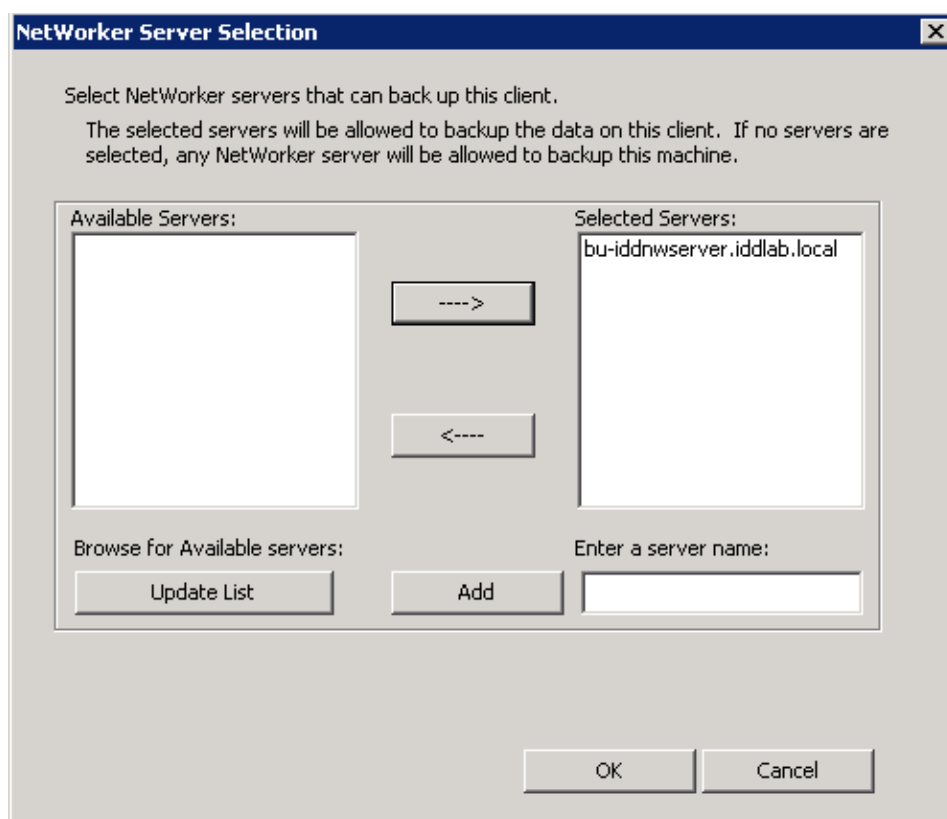 NetWorker Server Selection
Select NetWorker servers that can back up this client.
The selected servers will be allowed to backup the data on this client. If no servers are
selected, any NetWorker server will be allowed to backup this machine.
Available Servers:
Selected Servers:
bu-iddnwserver.iddlab.local
---->
<----
Browse for Available servers:
Enter a server name:
Update List
Add
OK
Cancel